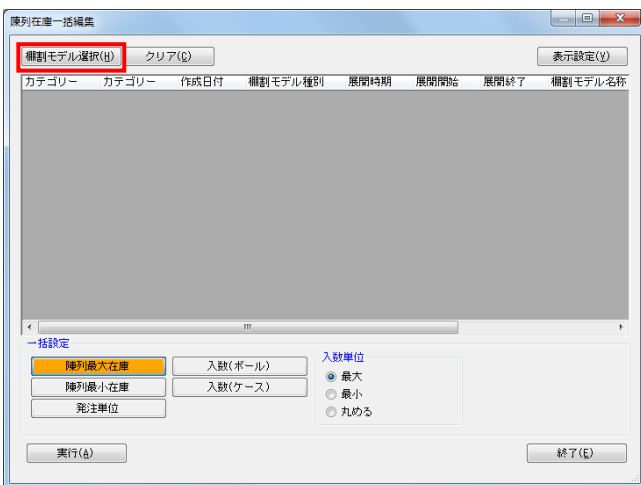 陳列在庫一括編集
棚割モデル選択(H) クリア(C) 表示設定(V)
カテゴリー カテゴリー 作成日付 棚割モデル種別 展開時期 展開開始 展開終了 棚割モデル名称
一括設定
陳列最大在庫 入数(ボール) 入数単位
最大
陳列最小在庫 入数(ケース)
最小
発注単位
丸める
実行(A) 終了(E)